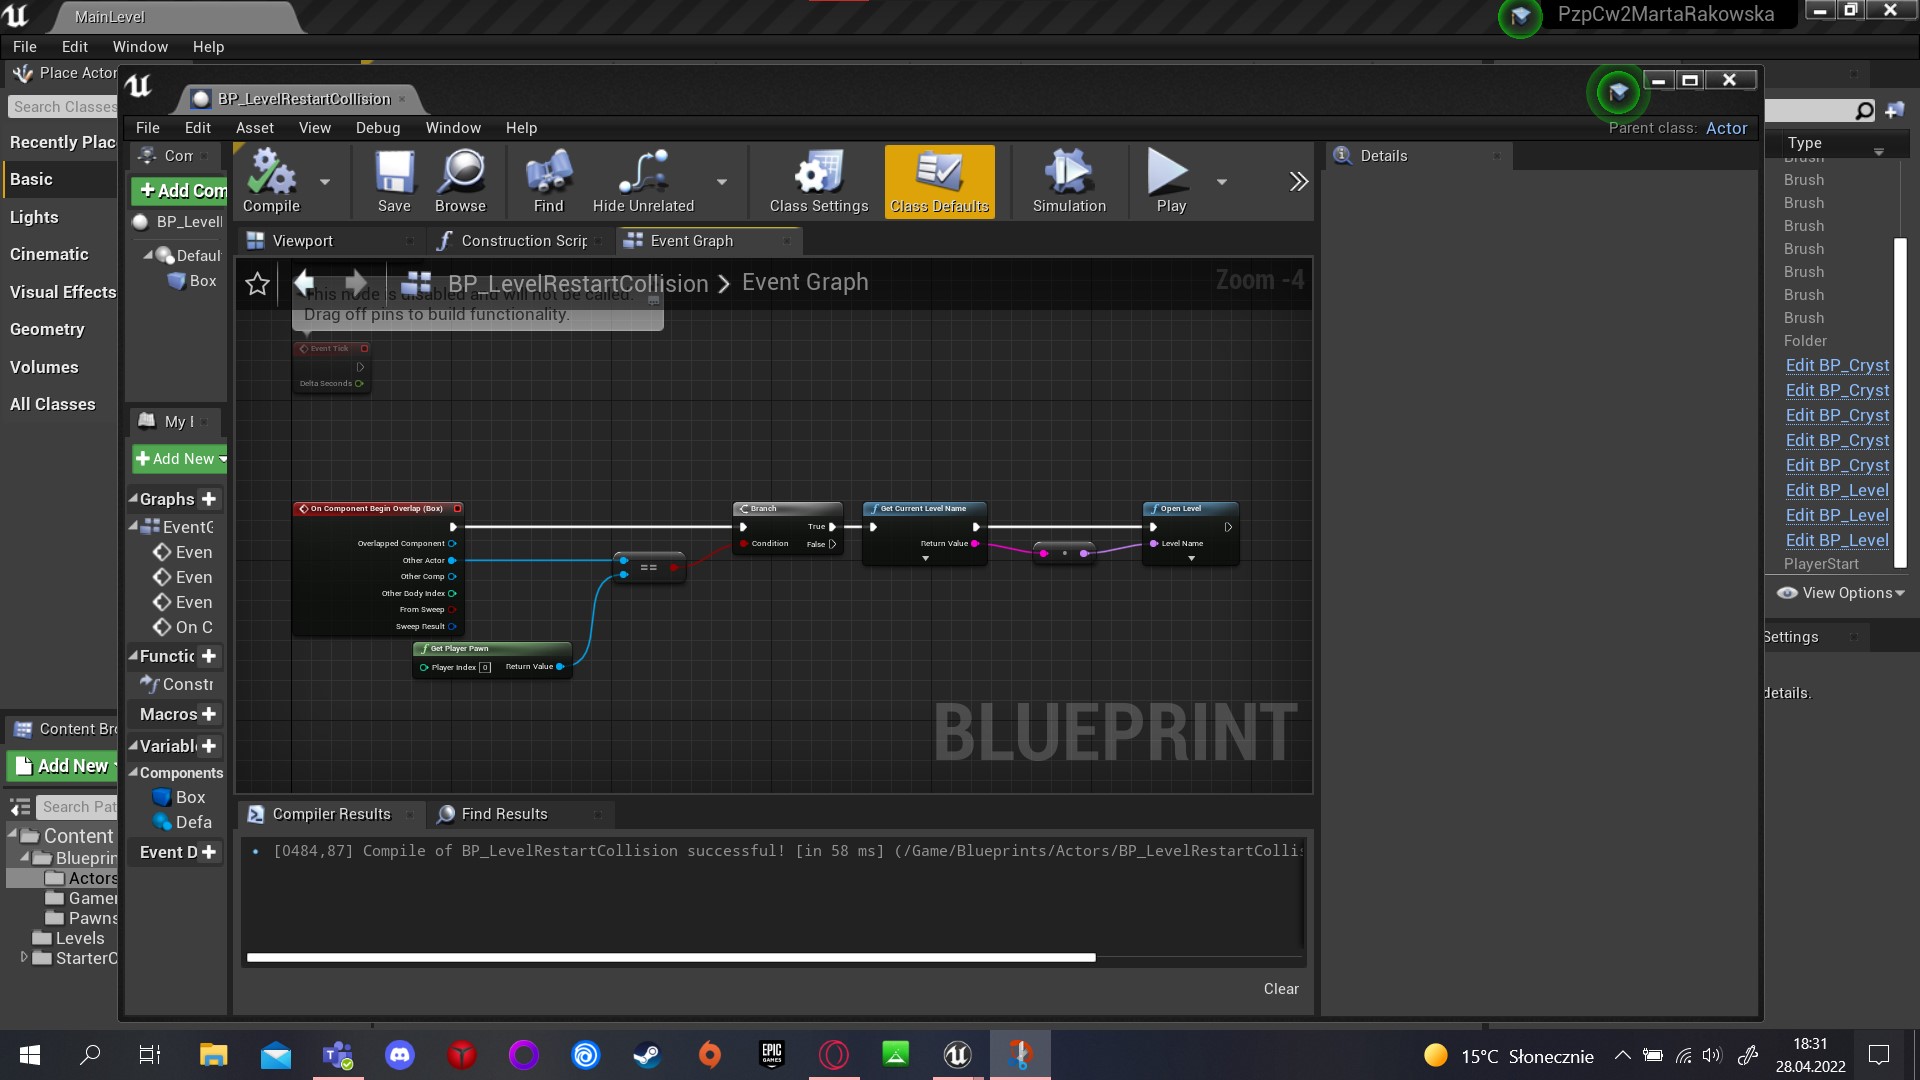 MainLevel
PzpCw2MartaRakowska
File Edit Window Help
Place Actor
Search Classes
Recently Plac
Basic
Lights
Cinematic
Visual Effects
Geometry
Volumes
All Classes
BP_LevelRestartCollision
File Edit Asset View Debug Window Help
Parent class: Actor
Com
+ Add Com
BP_Level
Defaul
Box
Compile
Save
Browse
Find
Hide Unrelated
Class Settings
Class Defaults
Simulation
Play
Viewport
Construction Scrip
Event Graph
BP_LevelRestartCollision > Event Graph
Zoom -4
This node is disabled and will not be called.
Drag off pins to build functionality.
Event Tick
Delta Seconds
On Component Begin Overlap (Box)
Overlapped Component
Other Actor
Other Comp
Other Body Index
From Sweep
Sweep Result
Get Player Pawn
Player Index 0 Return Value
==
Branch
True
Condition False
Get Current Level Name
Return Value
Open Level
Level Name
BLUEPRINT
My
+ Add New
Graphs
EventG
Even
Even
Even
On C
Functic
Constr
Macros
Variabl
Components
Box
Defa
Event D
Compiler Results
Find Results
[0484,87] Compile of BP_LevelRestartCollision successful! [in 58 ms] (/Game/Blueprints/Actors/BP_LevelRestartCollis
Clear
Details
Type
Brush
Brush
Brush
Brush
Brush
Brush
Brush
Brush
Folder
Edit BP_Cryst
Edit BP_Cryst
Edit BP_Cryst
Edit BP_Cryst
Edit BP_Cryst
Edit BP_Level
Edit BP_Level
Edit BP_Level
PlayerStart
View Options
Settings
details.
Content Bro
Add New
Search Pat
Content
Blueprin
Actors
Gamer
Pawns
Levels
StarterC
EPIC
GAMES
15°C Słonecznie
18:31
28.04.2022